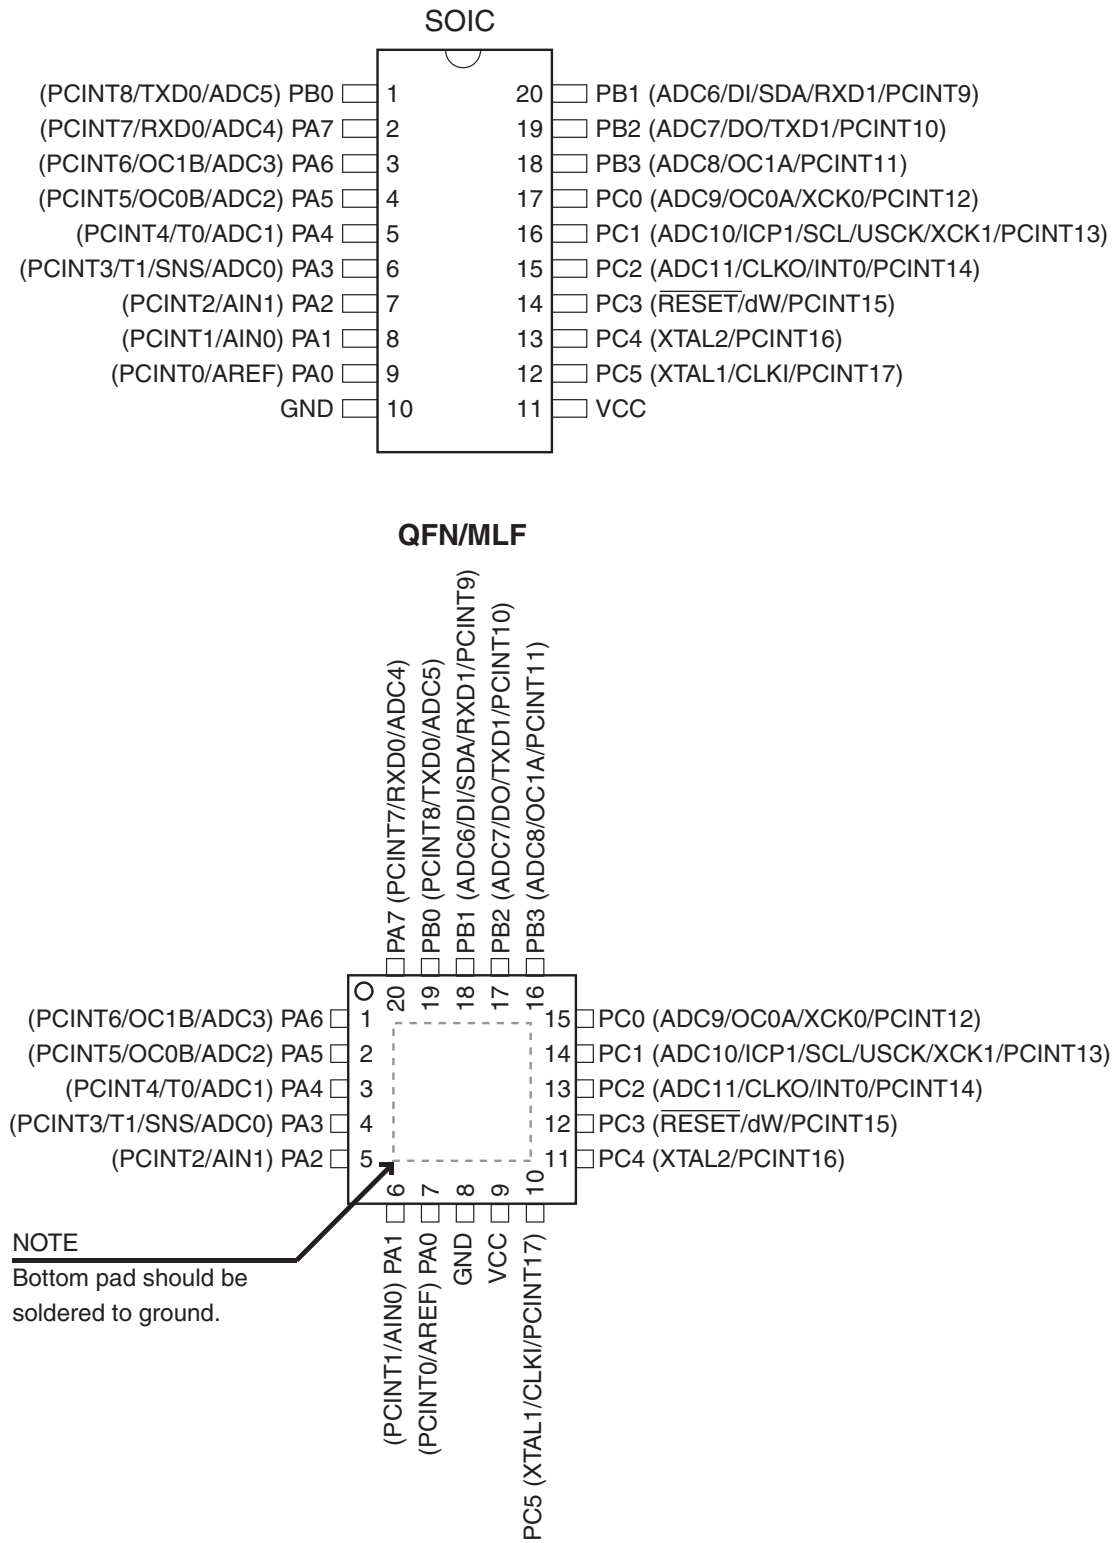 SOIC
(PCINT8/TXD0/ADC5) PB0 1 20 PB1 (ADC6/DI/SDA/RXD1/PCINT9)
(PCINT7/RXD0/ADC4) PA7 2 19 PB2 (ADC7/DO/TXD1/PCINT10)
(PCINT6/OC1B/ADC3) PA6 3 18 PB3 (ADC8/OC1A/PCINT11)
(PCINT5/OC0B/ADC2) PA5 4 17 PC0 (ADC9/OC0A/XCK0/PCINT12)
(PCINT4/T0/ADC1) PA4 5 16 PC1 (ADC10/ICP1/SCL/USCK/XCK1/PCINT13)
(PCINT3/T1/SNS/ADC0) PA3 6 15 PC2 (ADC11/CLKO/INT0/PCINT14)
(PCINT2/AIN1) PA2 7 14 PC3 (RESET/dW/PCINT15)
(PCINT1/AIN0) PA1 8 13 PC4 (XTAL2/PCINT16)
(PCINT0/AREF) PA0 9 12 PC5 (XTAL1/CLKI/PCINT17)
GND 10 11 VCC
QFN/MLF
PA7 (PCINT7/RXD0/ADC4)
PB0 (PCINT8/TXD0/ADC5)
PB1 (ADC6/DI/SDA/RXD1/PCINT9)
PB2 (ADC7/DO/TXD1/PCINT10)
PB3 (ADC8/OC1A/PCINT11)
20 19 18 17 16
(PCINT6/OC1B/ADC3) PA6 1 15 PC0 (ADC9/OC0A/XCK0/PCINT12)
(PCINT5/OC0B/ADC2) PA5 2 14 PC1 (ADC10/ICP1/SCL/USCK/XCK1/PCINT13)
(PCINT4/T0/ADC1) PA4 3 13 PC2 (ADC11/CLKO/INT0/PCINT14)
(PCINT3/T1/SNS/ADC0) PA3 4 12 PC3 (RESET/dW/PCINT15)
(PCINT2/AIN1) PA2 5 11 PC4 (XTAL2/PCINT16)
6 7 8 9 10
(PCINT1/AIN0) PA1
(PCINT0/AREF) PA0
GND
VCC
PC5 (XTAL1/CLKI/PCINT17)
NOTE
Bottom pad should be
soldered to ground.